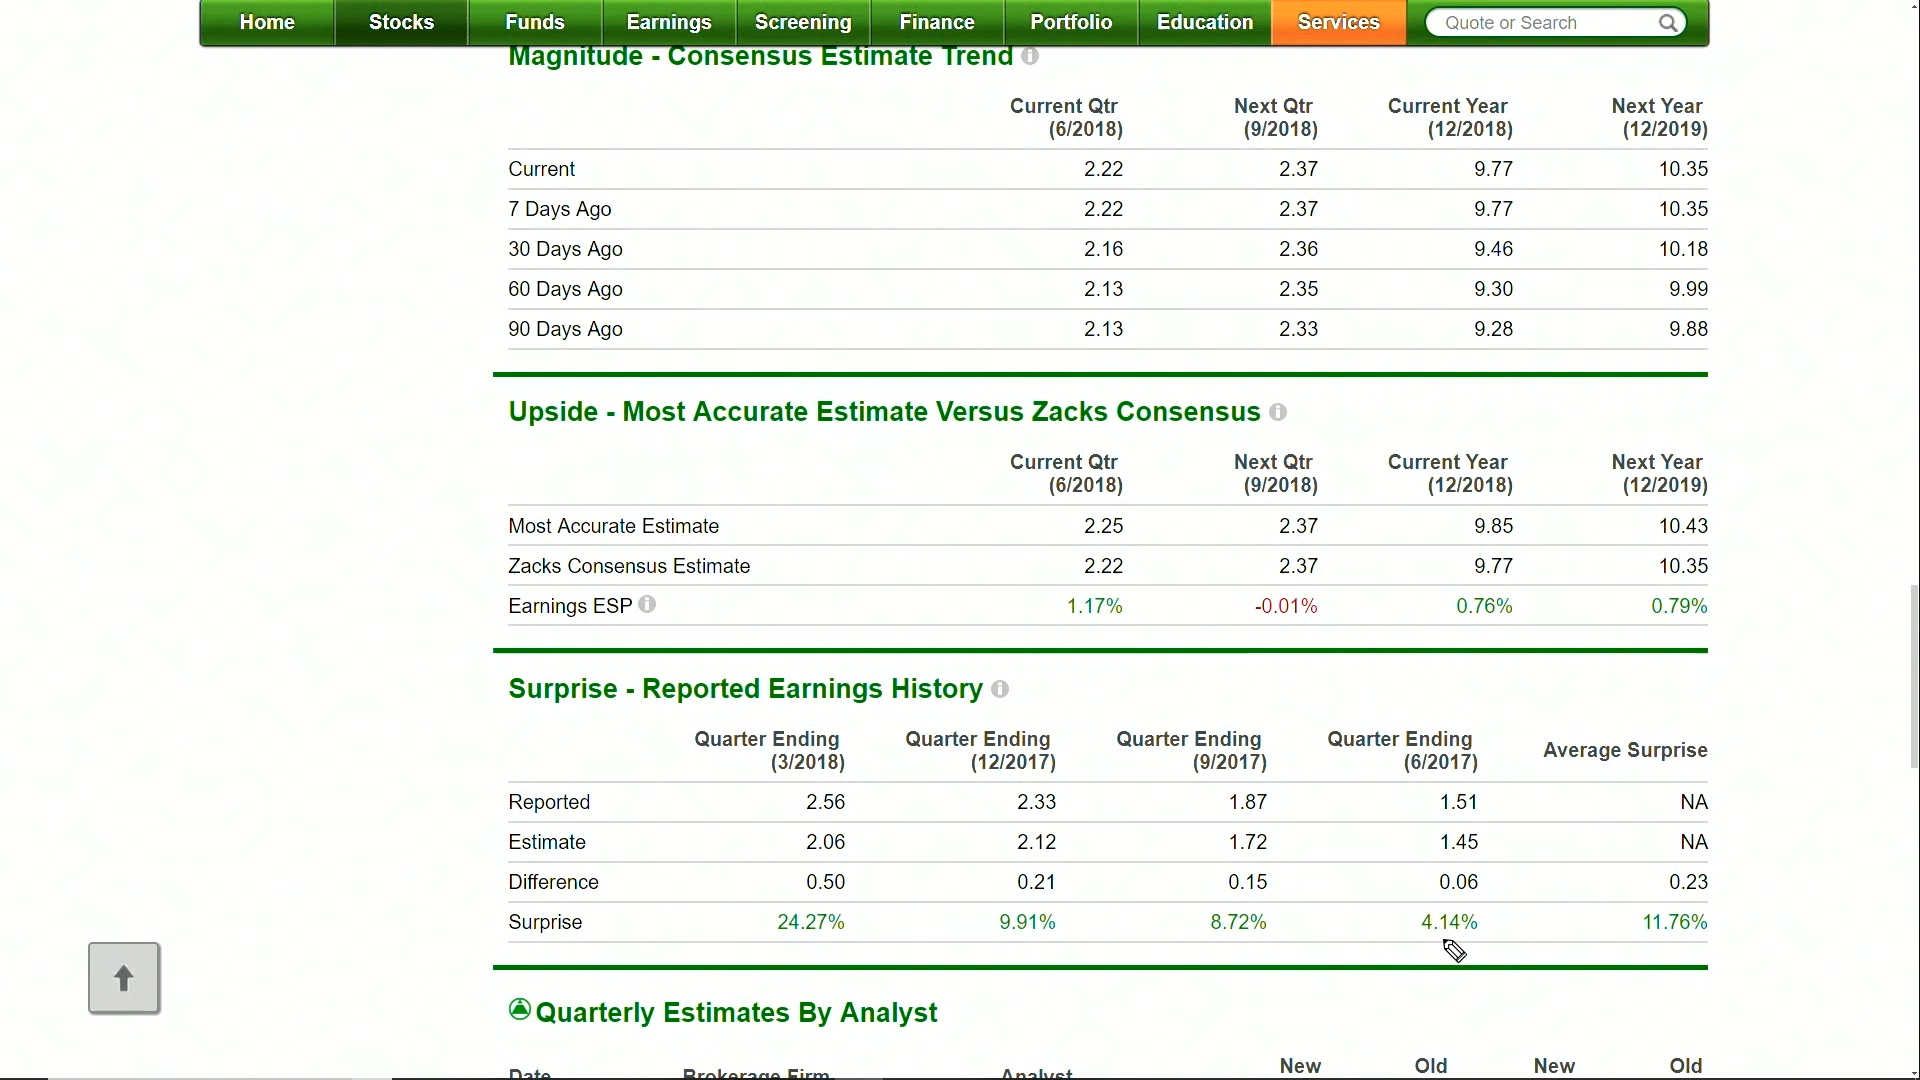 Home Stocks Funds Earnings Screening Finance Portfolio Education Services Quote or Search
Magnitude - Consensus Estimate Trend
Current Qtr (6/2018) Next Qtr (9/2018) Current Year (12/2018) Next Year (12/2019)
Current 2.22 2.37 9.77 10.35
7 Days Ago 2.22 2.37 9.77 10.35
30 Days Ago 2.16 2.36 9.46 10.18
60 Days Ago 2.13 2.35 9.30 9.99
90 Days Ago 2.13 2.33 9.28 9.88
Upside - Most Accurate Estimate Versus Zacks Consensus
Current Qtr (6/2018) Next Qtr (9/2018) Current Year (12/2018) Next Year (12/2019)
Most Accurate Estimate 2.25 2.37 9.85 10.43
Zacks Consensus Estimate 2.22 2.37 9.77 10.35
Earnings ESP 1.17% -0.01% 0.76% 0.79%
Surprise - Reported Earnings History
Quarter Ending (3/2018) Quarter Ending (12/2017) Quarter Ending (9/2017) Quarter Ending (6/2017) Average Surprise
Reported 2.56 2.33 1.87 1.51 NA
Estimate 2.06 2.12 1.72 1.45 NA
Difference 0.50 0.21 0.15 0.06 0.23
Surprise 24.27% 9.91% 8.72% 4.14% 11.76%
Quarterly Estimates By Analyst
New Old New Old
Date Brokerage Firm Analyst